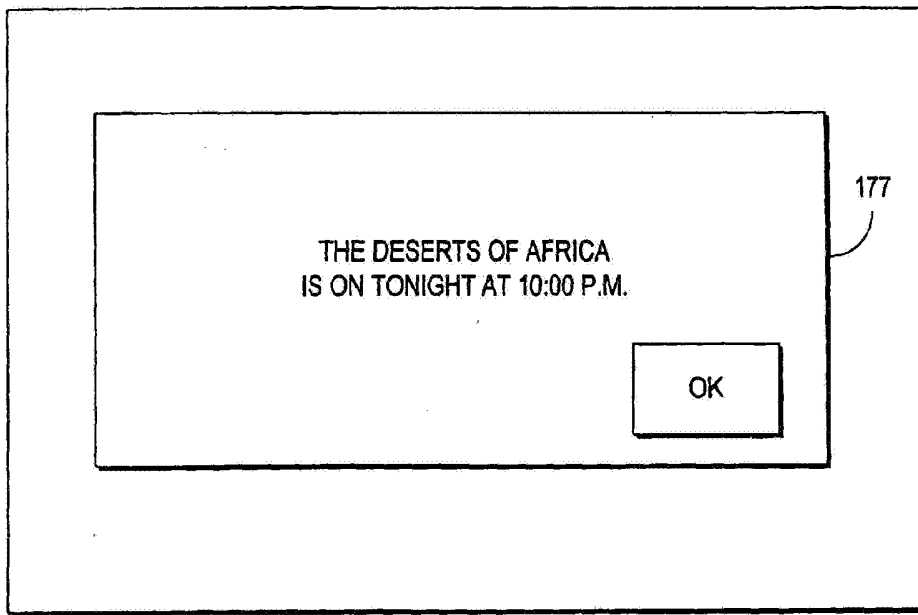 THE DESERTS OF AFRICA
IS ON TONIGHT AT 10:00 P.M.
OK
177